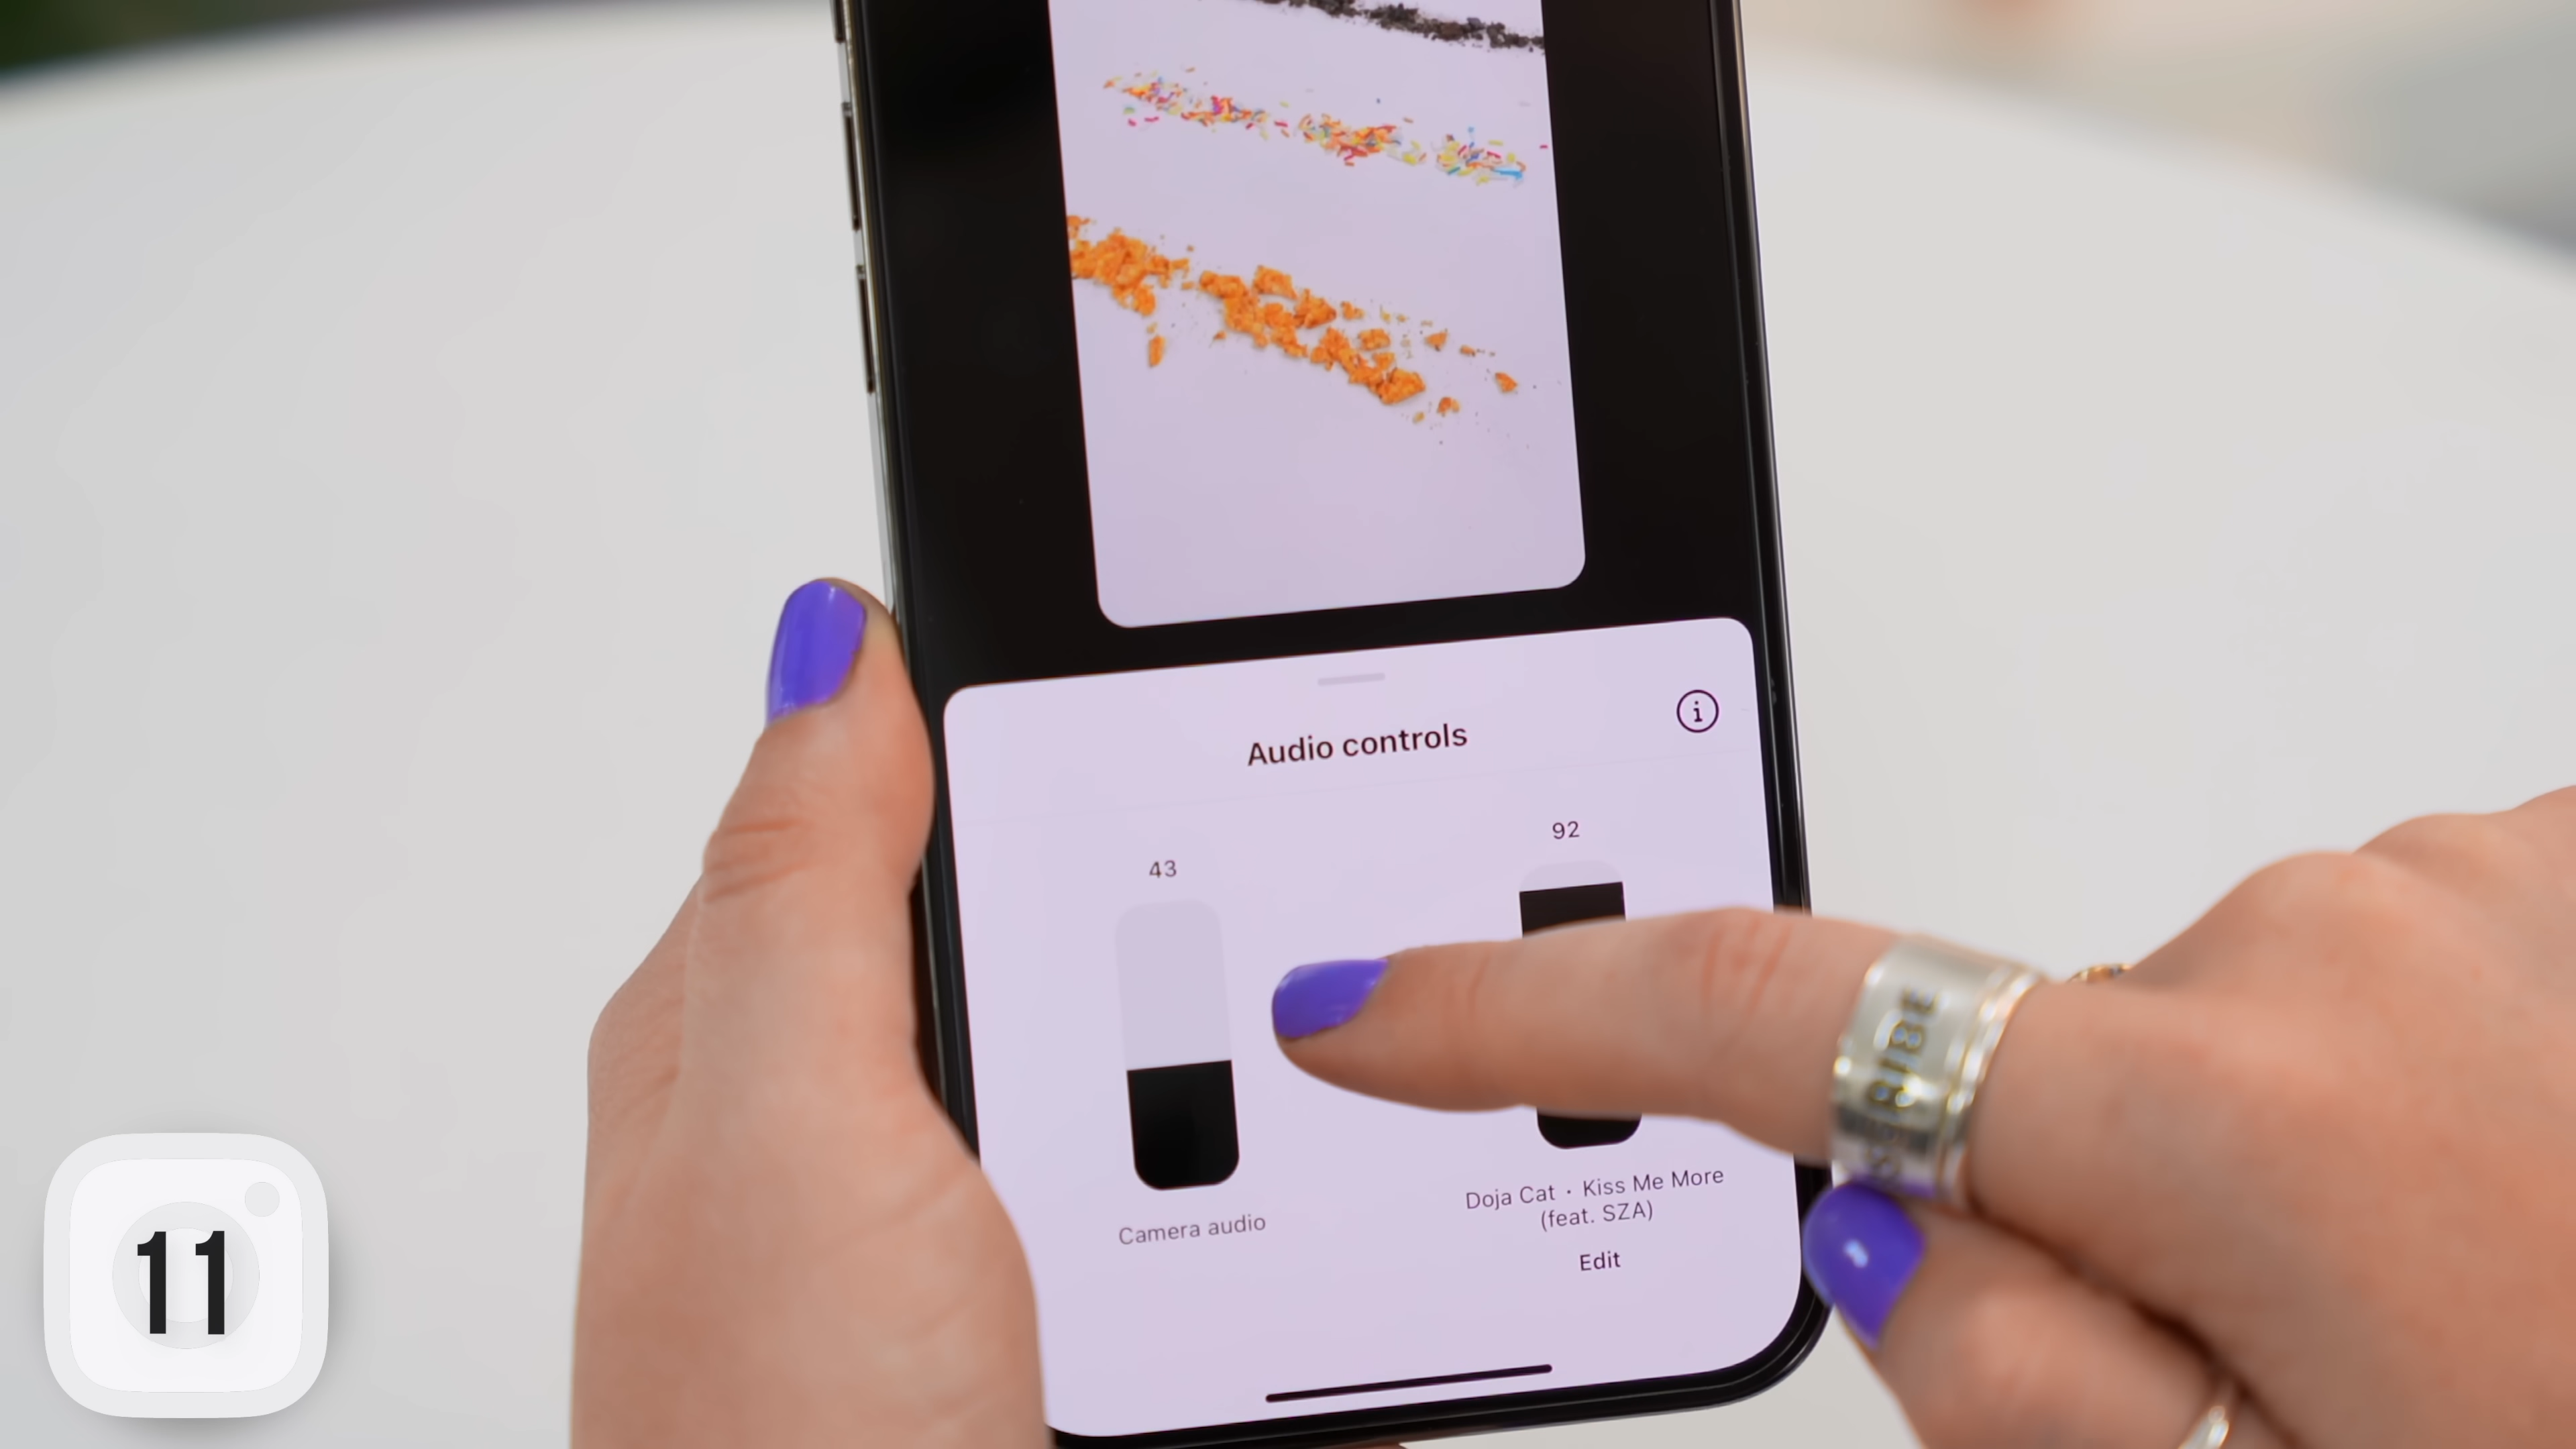 Audio controls
43
92
Camera audio
Doja Cat · Kiss Me More
(feat. SZA)
Edit
11